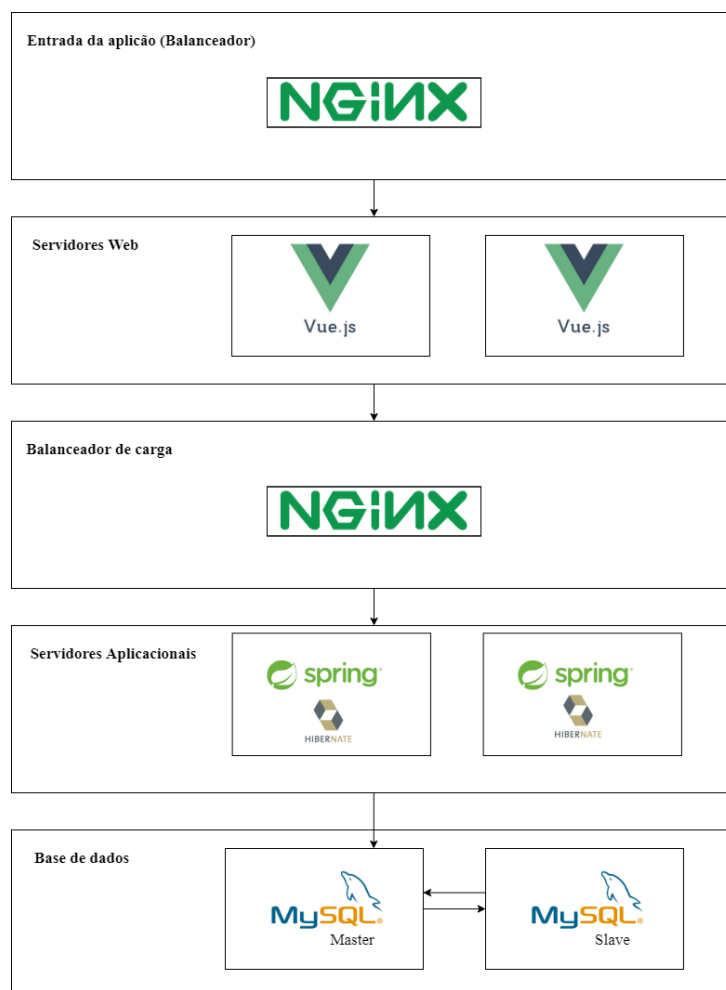 Entrada da aplicão (Balanceador)
NGINX
Servidores Web
Vue.js
Vue.js
Balanceador de carga
NGINX
Servidores Aplicacionais
spring
HIBERNATE
spring
HIBERNATE
Base de dados
MySQL
Master
MySQL
Slave